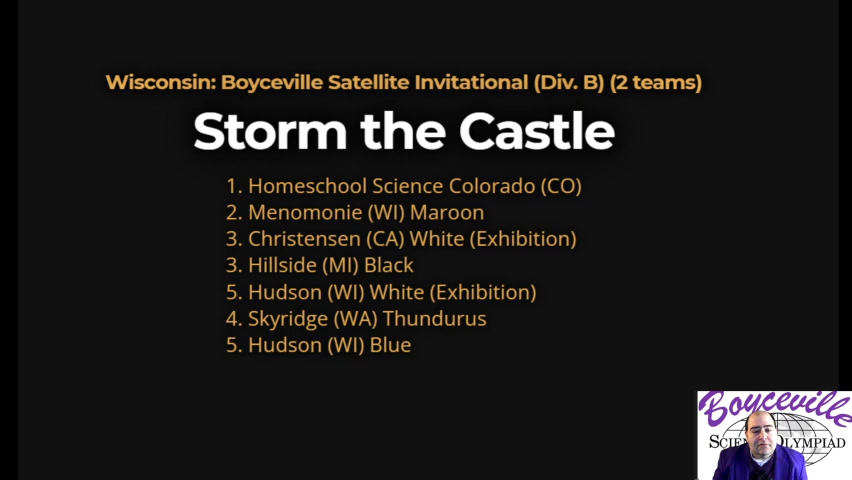 Wisconsin: Boyceville Satellite Invitational (Div. B) (2 teams)
Storm the Castle
1. Homeschool Science Colorado (CO)
2. Menomonie (WI) Maroon
3. Christensen (CA) White (Exhibition)
3. Hillside (MI) Black
5. Hudson (WI) White (Exhibition)
4. Skyridge (WA) Thundurus
5. Hudson (WI) Blue
Boyceville